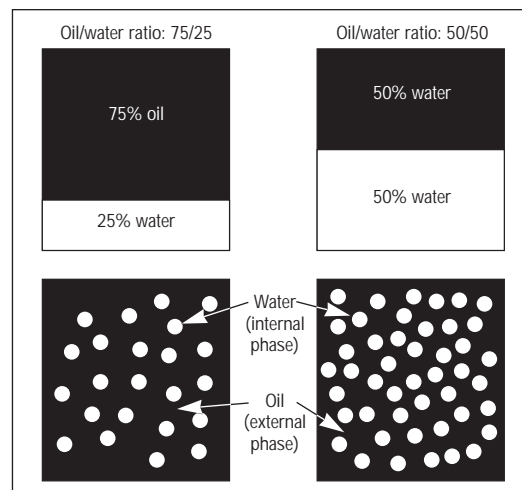 Oil/water ratio: 75/25
Oil/water ratio: 50/50
75% oil
25% water
50% water
50% water
Water
(internal
phase)
Oil
(external
phase)